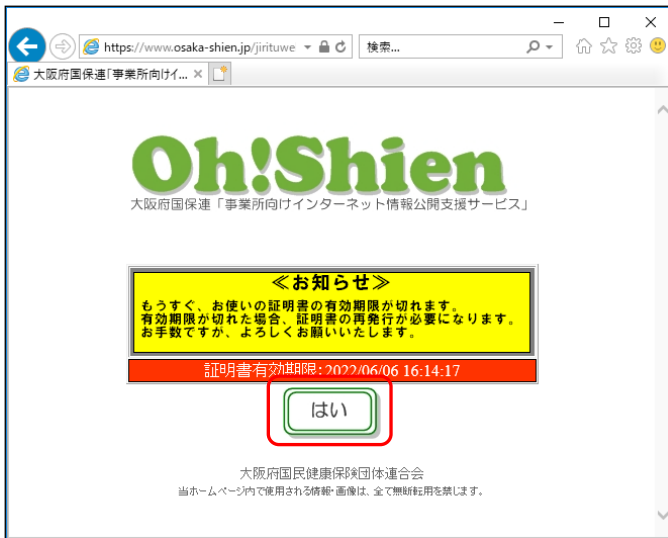 https://www.osaka-shien.jp/jirituwe
検索...
大阪府国保連「事業所向けイ...
Oh!Shien
大阪府国保連「事業所向けインターネット情報公開支援サービス」
≪お知らせ≫
もうすぐ、お使いの証明書の有効期限が切れます。
有効期限が切れた場合、証明書の再発行が必要になります。
お手数ですが、よろしくお願いいたします。
証明書有効期限:2022/06/06 16:14:17
はい
大阪府国民健康保険団体連合会
当ホームページ内で使用される情報・画像は、全て無断転用を禁じます。